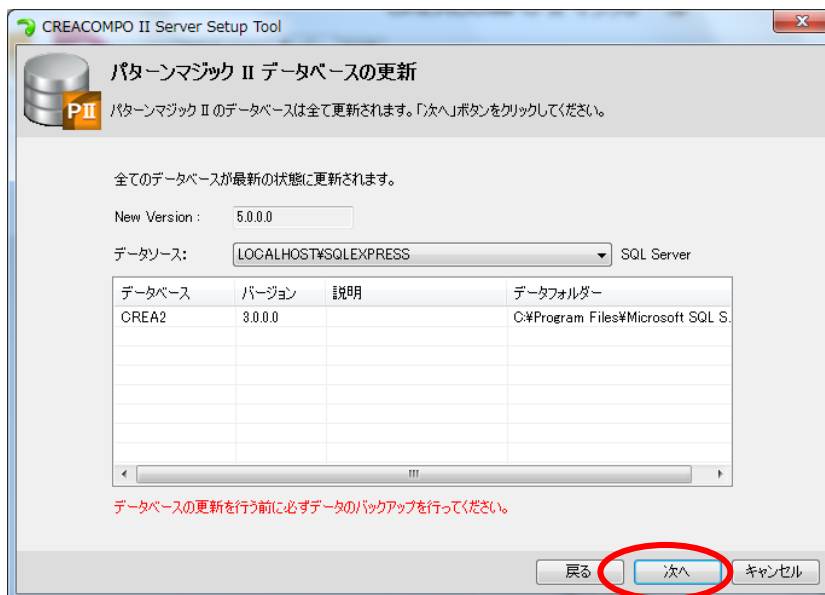 CREACOMPO II Server Setup Tool
パターンマジック II データベースの更新
PII
パターンマジック II のデータベースは全て更新されます。「次へ」ボタンをクリックしてください。
全てのデータベースが最新の状態に更新されます。
New Version : 5.0.0.0
データソース: LOCALHOST¥SQLEXPRESS SQL Server
データベース バージョン 説明 データフォルダー
CREA2 3.0.0.0 C:¥Program Files¥Microsoft SQL S.
データベースの更新を行う前に必ずデータのバックアップを行ってください。
戻る 次へ キャンセル